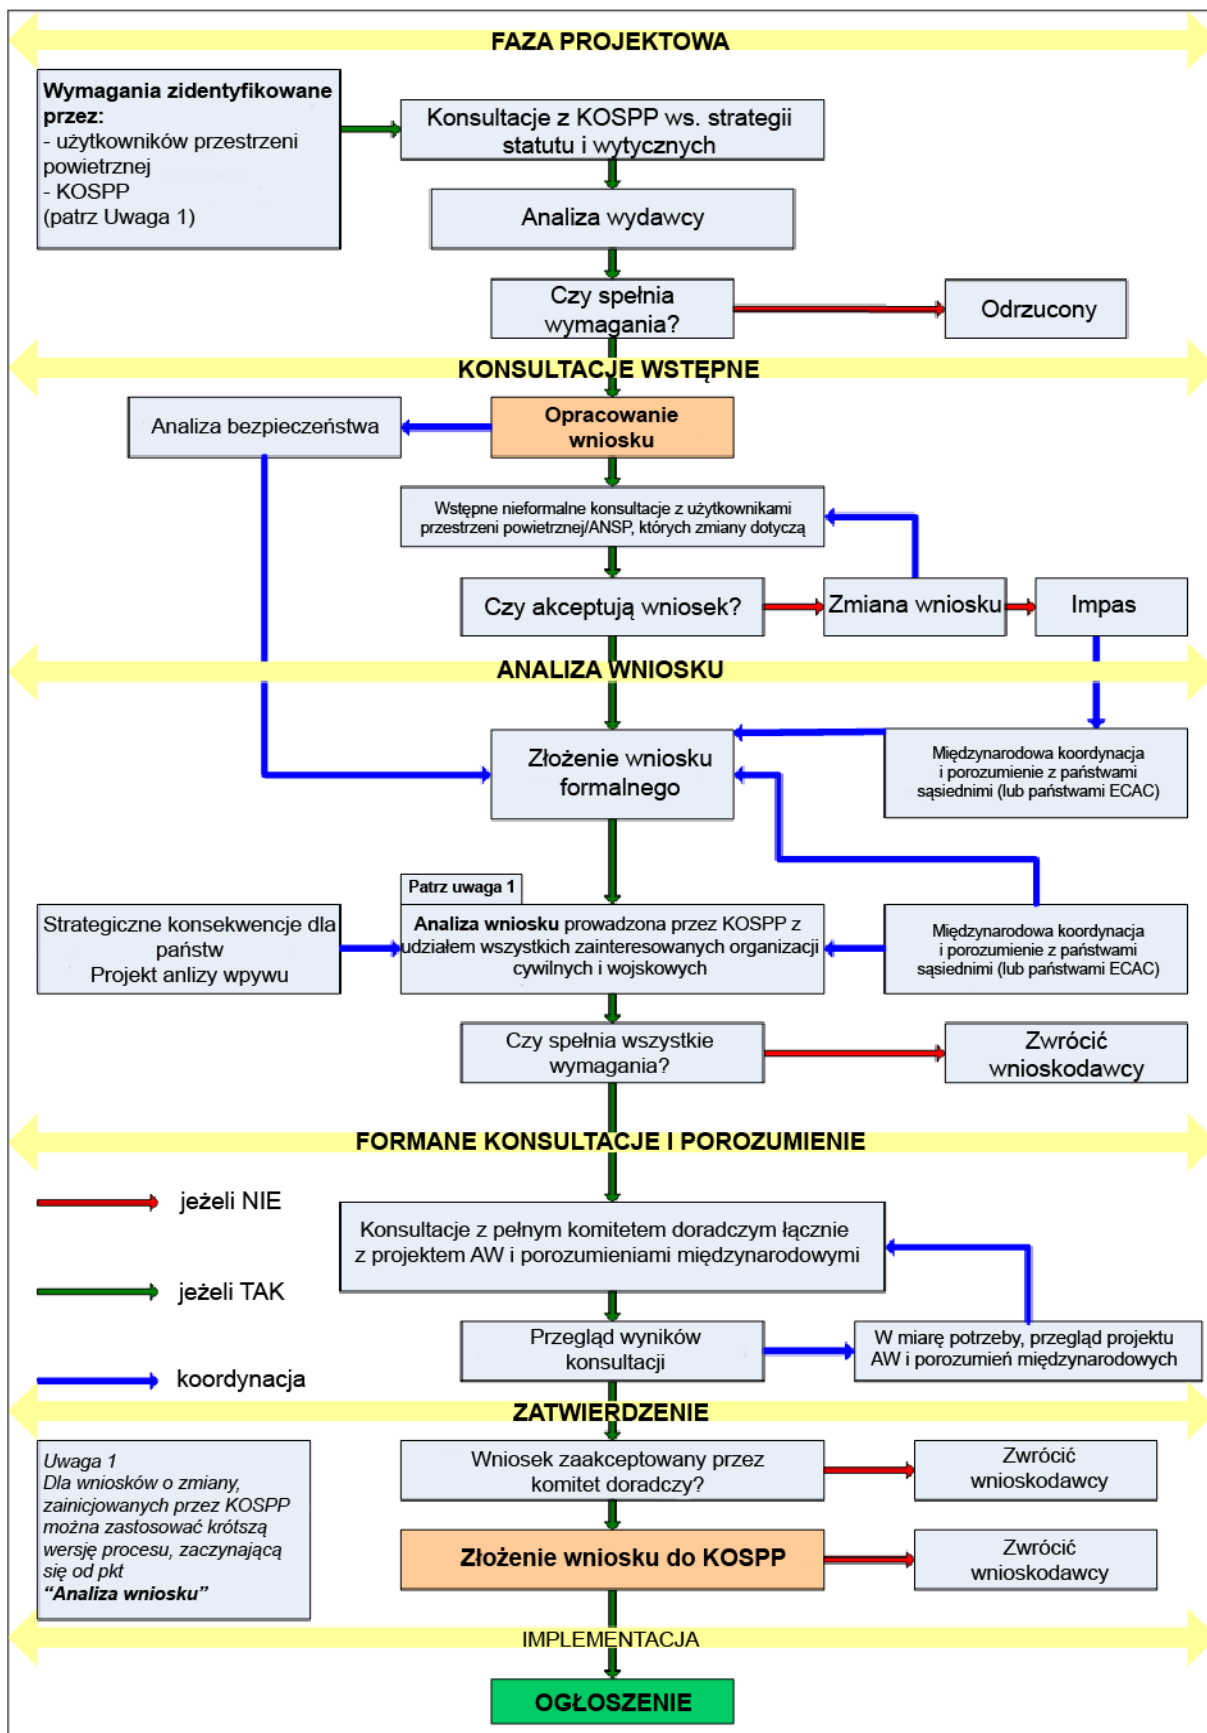 FAZA PROJEKTOWA
Wymagania zidentyfikowane
przez:
- użytkowników przestrzeni
powietrznej
- KOSPP
(patrz Uwaga 1)
Konsultacje z KOSPP ws. strategii
statutu i wytycznych
Analiza wydawcy
Czy spełnia
wymagania?
Odrzucony
KONSULTACJE WSTĘPNE
Analiza bezpieczeństwa
Opracowanie
wniosku
Wstępne nieformalne konsultacje z użytkownikami
przestrzeni powietrznej/ANSP, których zmiany dotyczą
Czy akceptują wniosek?
Zmiana wniosku
Impas
ANALIZA WNIOSKU
Złożenie wniosku
formalnego
Międzynarodowa koordynacja
i porozumienie z państwami
sąsiednimi (lub państwami ECAC)
Patrz uwaga 1
Strategiczne konsekwencje dla
państw
Projekt anlizy wpywu
Analiza wniosku prowadzona przez KOSPP z
udziałem wszystkich zainteresowanych organizacji
cywilnych i wojskowych
Międzynarodowa koordynacja
i porozumienie z państwami
sąsiednimi (lub państwami ECAC)
Czy spełnia wszystkie
wymagania?
Zwrócić
wnioskodawcy
FORMANE KONSULTACJE I POROZUMIENIE
jeżeli NIE
Konsultacje z pełnym komitetem doradczym łącznie
z projektem AW i porozumieniami międzynarodowymi
jeżeli TAK
Przegląd wyników
konsultacji
W miarę potrzeby, przegląd projektu
AW i porozumień międzynarodowych
koordynacja
ZATWIERDZENIE
Uwaga 1
Dla wniosków o zmiany,
zainicjowanych przez KOSPP
można zastosować krótszą
wersję procesu, zaczynającą
się od pkt
“Analiza wniosku”
Wniosek zaakceptowany przez
komitet doradczy?
Zwrócić
wnioskodawcy
Złożenie wniosku do KOSPP
Zwrócić
wnioskodawcy
IMPLEMENTACJA
OGŁOSZENIE